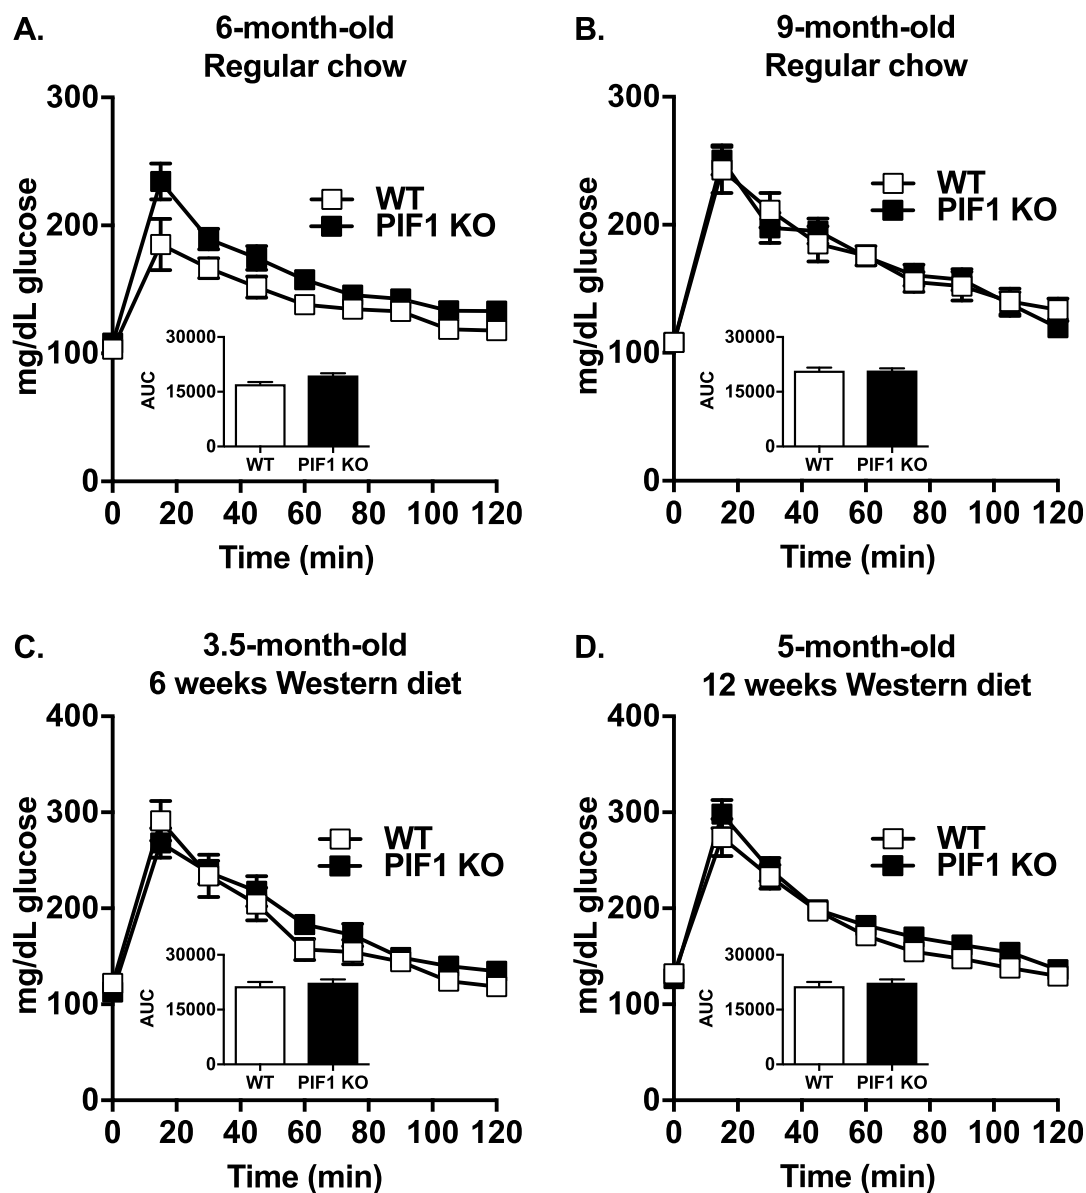 A.
6-month-old
Regular chow
300
200
100
0
mg/dL glucose
WT
PIF1 KO
30000
15000
0
AUC
WT PIF1 KO
0 20 40 60 80 100 120
Time (min)
B.
9-month-old
Regular chow
300
200
100
0
mg/dL glucose
WT
PIF1 KO
30000
15000
0
AUC
WT PIF1 KO
0 20 40 60 80 100 120
Time (min)
C.
3.5-month-old
6 weeks Western diet
400
300
200
100
0
mg/dL glucose
WT
PIF1 KO
30000
15000
0
AUC
WT PIF1 KO
0 20 40 60 80 100 120
Time (min)
D.
5-month-old
12 weeks Western diet
400
300
200
100
0
mg/dL glucose
WT
PIF1 KO
30000
15000
0
AUC
WT PIF1 KO
0 20 40 60 80 100 120
Time (min)